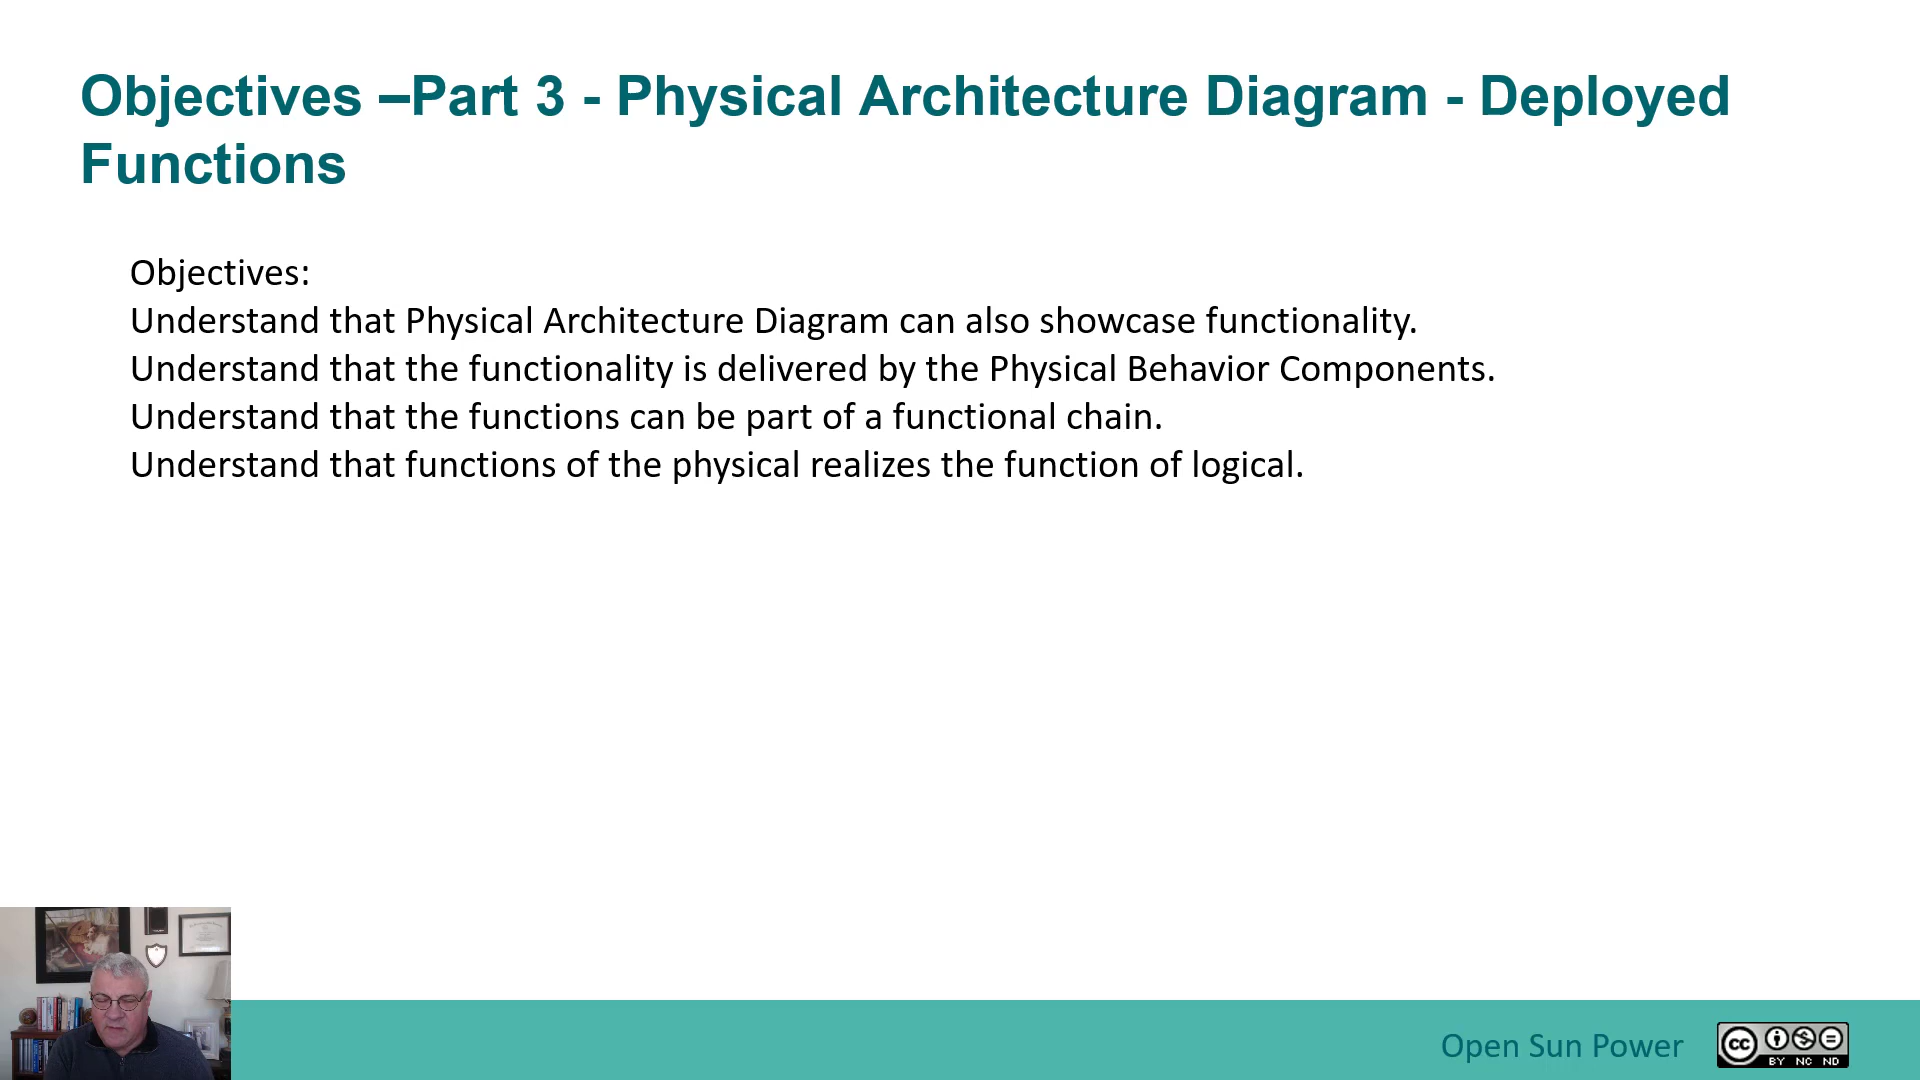 Objectives –Part 3 - Physical Architecture Diagram - Deployed
Functions
Objectives:
Understand that Physical Architecture Diagram can also showcase functionality.
Understand that the functionality is delivered by the Physical Behavior Components.
Understand that the functions can be part of a functional chain.
Understand that functions of the physical realizes the function of logical.
Open Sun Power
cc
BY NC ND